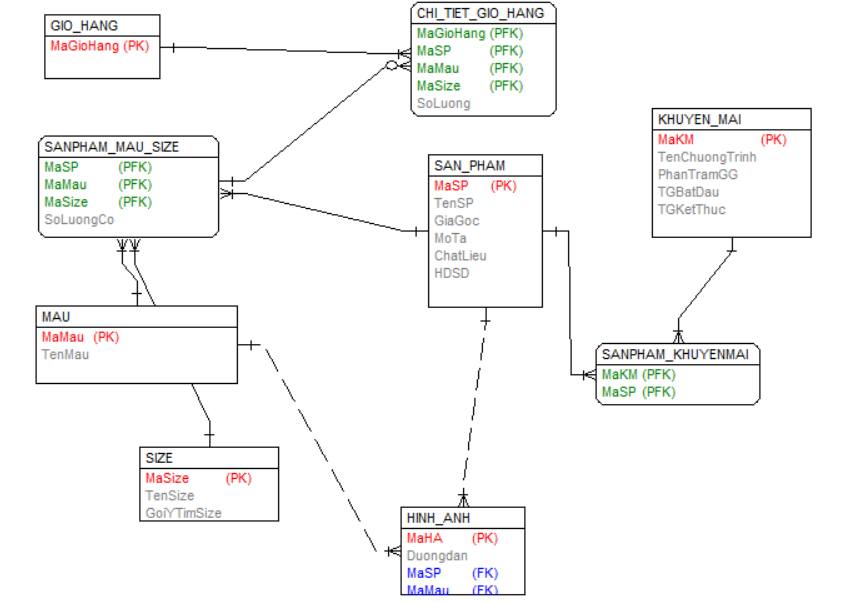 GIO_HANG
MaGioHang (PK)
CHI_TIET_GIO_HANG
MaGioHang (PFK)
MaSP (PFK)
MaMau (PFK)
MaSize (PFK)
SoLuong
KHUYEN_MAI
MaKM (PK)
TenChuongTrinh
PhanTramGG
TGBatDau
TGKetThuc
SANPHAM_MAU_SIZE
MaSP (PFK)
MaMau (PFK)
MaSize (PFK)
SoLuongCo
SAN_PHAM
MaSP (PK)
TenSP
GiaGoc
MoTa
ChatLieu
HDSD
MAU
MaMau (PK)
TenMau
SANPHAM_KHUYENMAI
MaKM (PFK)
MaSP (PFK)
SIZE
MaSize (PK)
TenSize
GoiYTimSize
HINH_ANH
MaHA (PK)
Duongdan
MaSP (FK)
MaMau (FK)